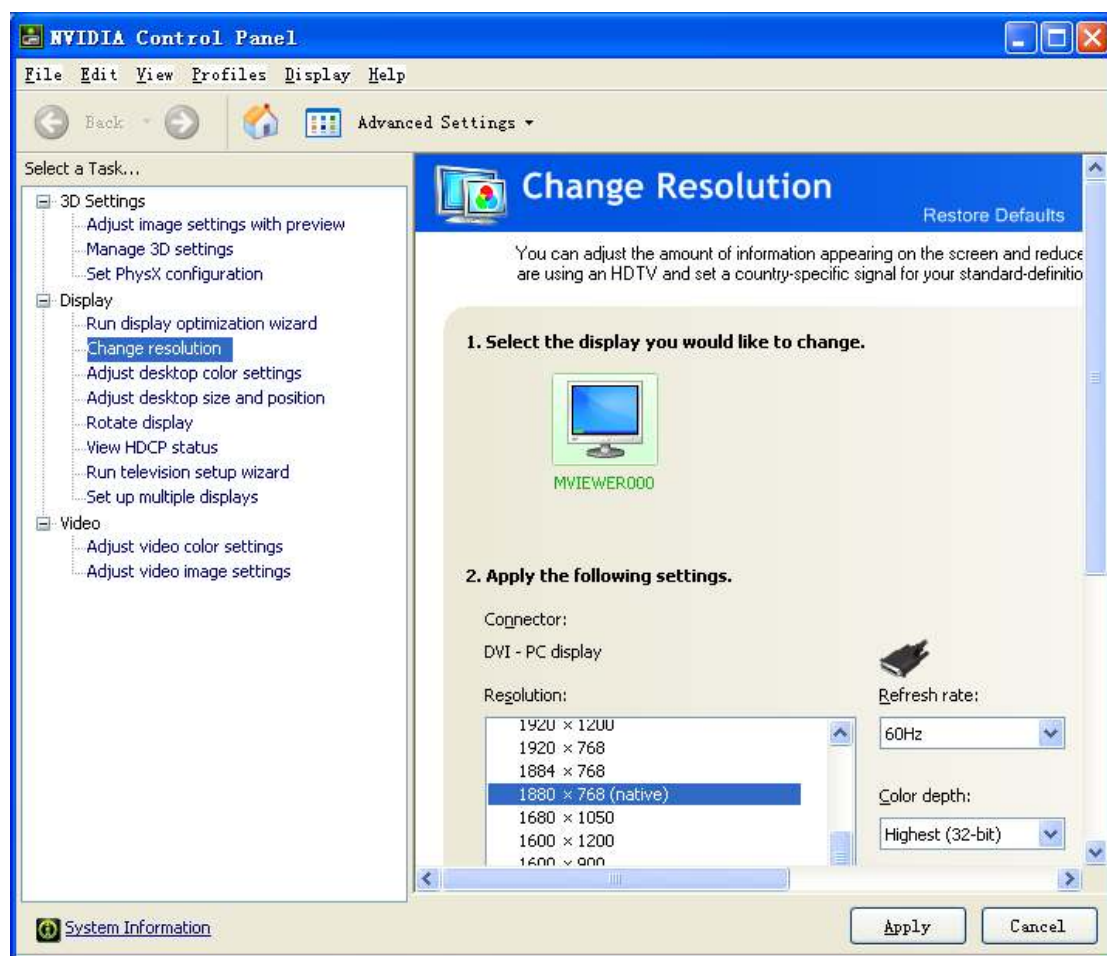 NVIDIA Control Panel
File Edit View Profiles Display Help
Back Advanced Settings
Select a Task...
3D Settings
Adjust image settings with preview
Manage 3D settings
Set PhysX configuration
Display
Run display optimization wizard
Change resolution
Adjust desktop color settings
Adjust desktop size and position
Rotate display
View HDCP status
Run television setup wizard
Set up multiple displays
Video
Adjust video color settings
Adjust video image settings
System Information
Change Resolution
Restore Defaults
You can adjust the amount of information appearing on the screen and reduce
are using an HDTV and set a country-specific signal for your standard-definitio
1. Select the display you would like to change.
MVIEWER000
2. Apply the following settings.
Connector:
DVI - PC display
Resolution:
1920 × 1200
1920 × 768
1884 × 768
1880 × 768 (native)
1680 × 1050
1600 × 1200
1600 × 900
Refresh rate:
60Hz
Color depth:
Highest (32-bit)
Apply Cancel